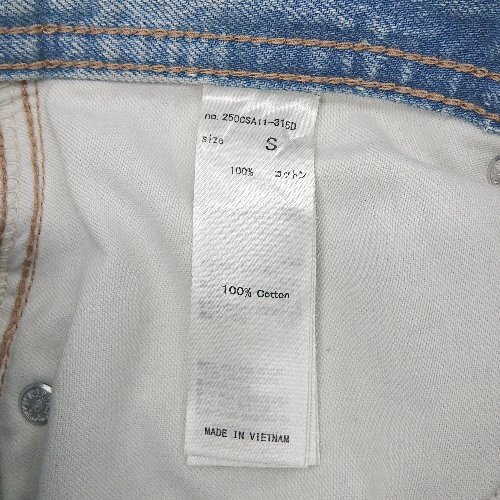 no. 250CSA11-315D
size S
100% コットン
100% Cotton
MADE IN VIETNAM